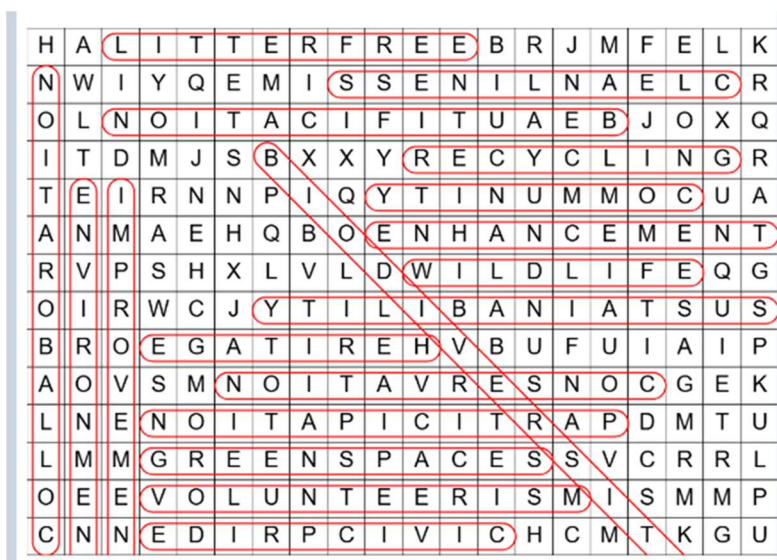 H A L I T T E R F R E E B R J M F E L K
N W I Y Q E M I S S E N I L N A E L C R
O L N O I T A C I F I T U A E B J O X Q
I T D M J S B X X Y R E C Y C L I N G R
T E I R N N P I Q Y T I N U M M O C U A
A N M A E H Q B O E N H A N C E M E N T
R V P S H X L V L D W I L D L I F E Q G
O I R W C J Y T I L I B A N I A T S U S
B R O E G A T I R E H V B U F U I A I P
A O V S M N O I T A V R E S N O C G E K
L N E N O I T A P I C I T R A P D M T U
L M M G R E E N S P A C E S S V C R R L
O E E V O L U N T E E R I S M I S M M P
C N N E D I R P C I V I C H C M T K G U